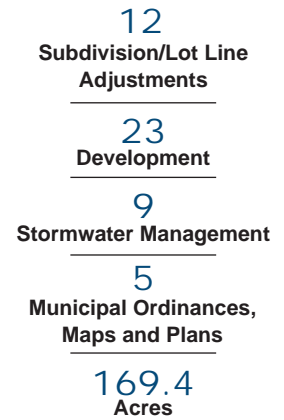 12
Subdivision/Lot Line
Adjustments
23
Development
9
Stormwater Management
5
Municipal Ordinances,
Maps and Plans
169.4
Acres